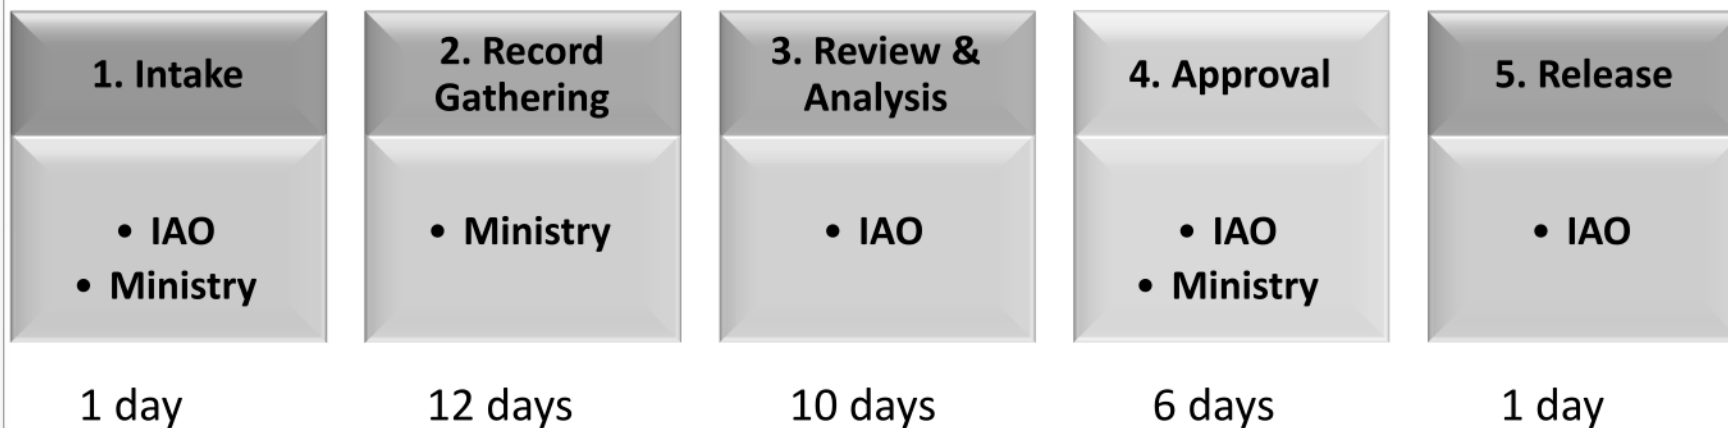 1. Intake
• IAO
• Ministry
1 day
2. Record
Gathering
• Ministry
12 days
3. Review &
Analysis
• IAO
10 days
4. Approval
• IAO
• Ministry
6 days
5. Release
• IAO
1 day